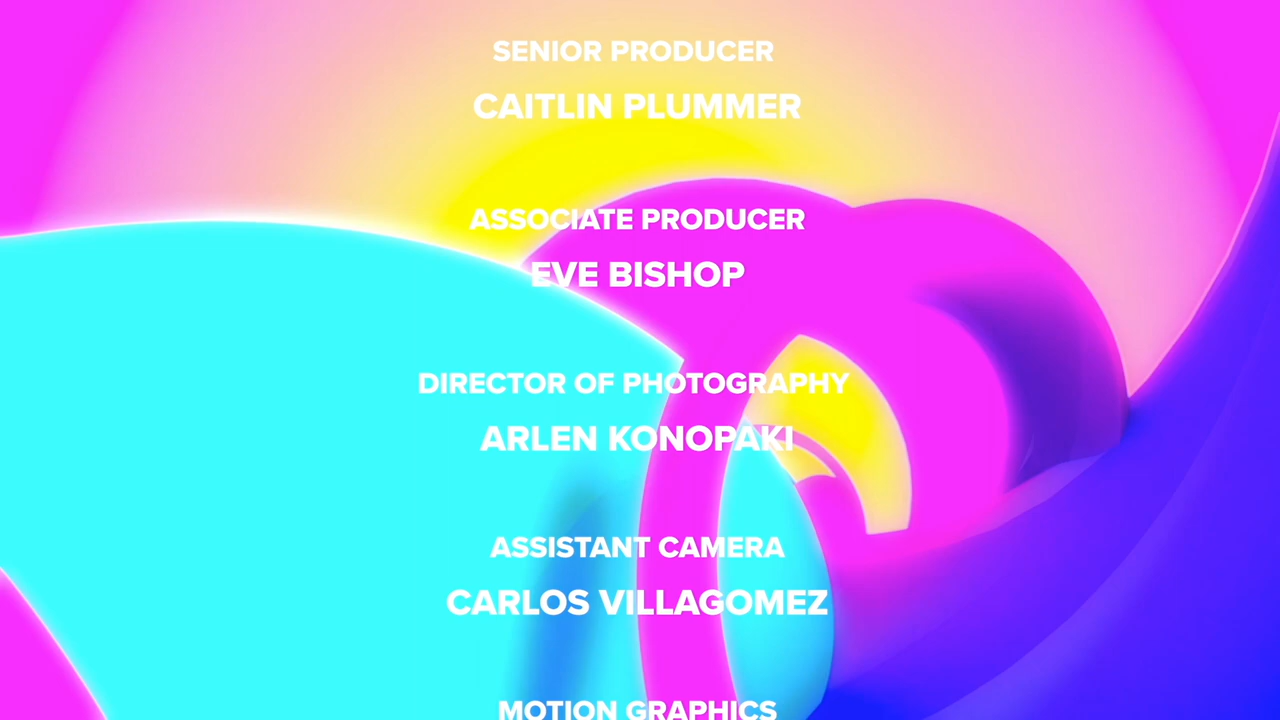 SENIOR PRODUCER
CAITLIN PLUMMER
ASSOCIATE PRODUCER
EVE BISHOP
DIRECTOR OF PHOTOGRAPHY
ARLEN KONOPAKI
ASSISTANT CAMERA
CARLOS VILLAGOMEZ
MOTION GRAPHICS